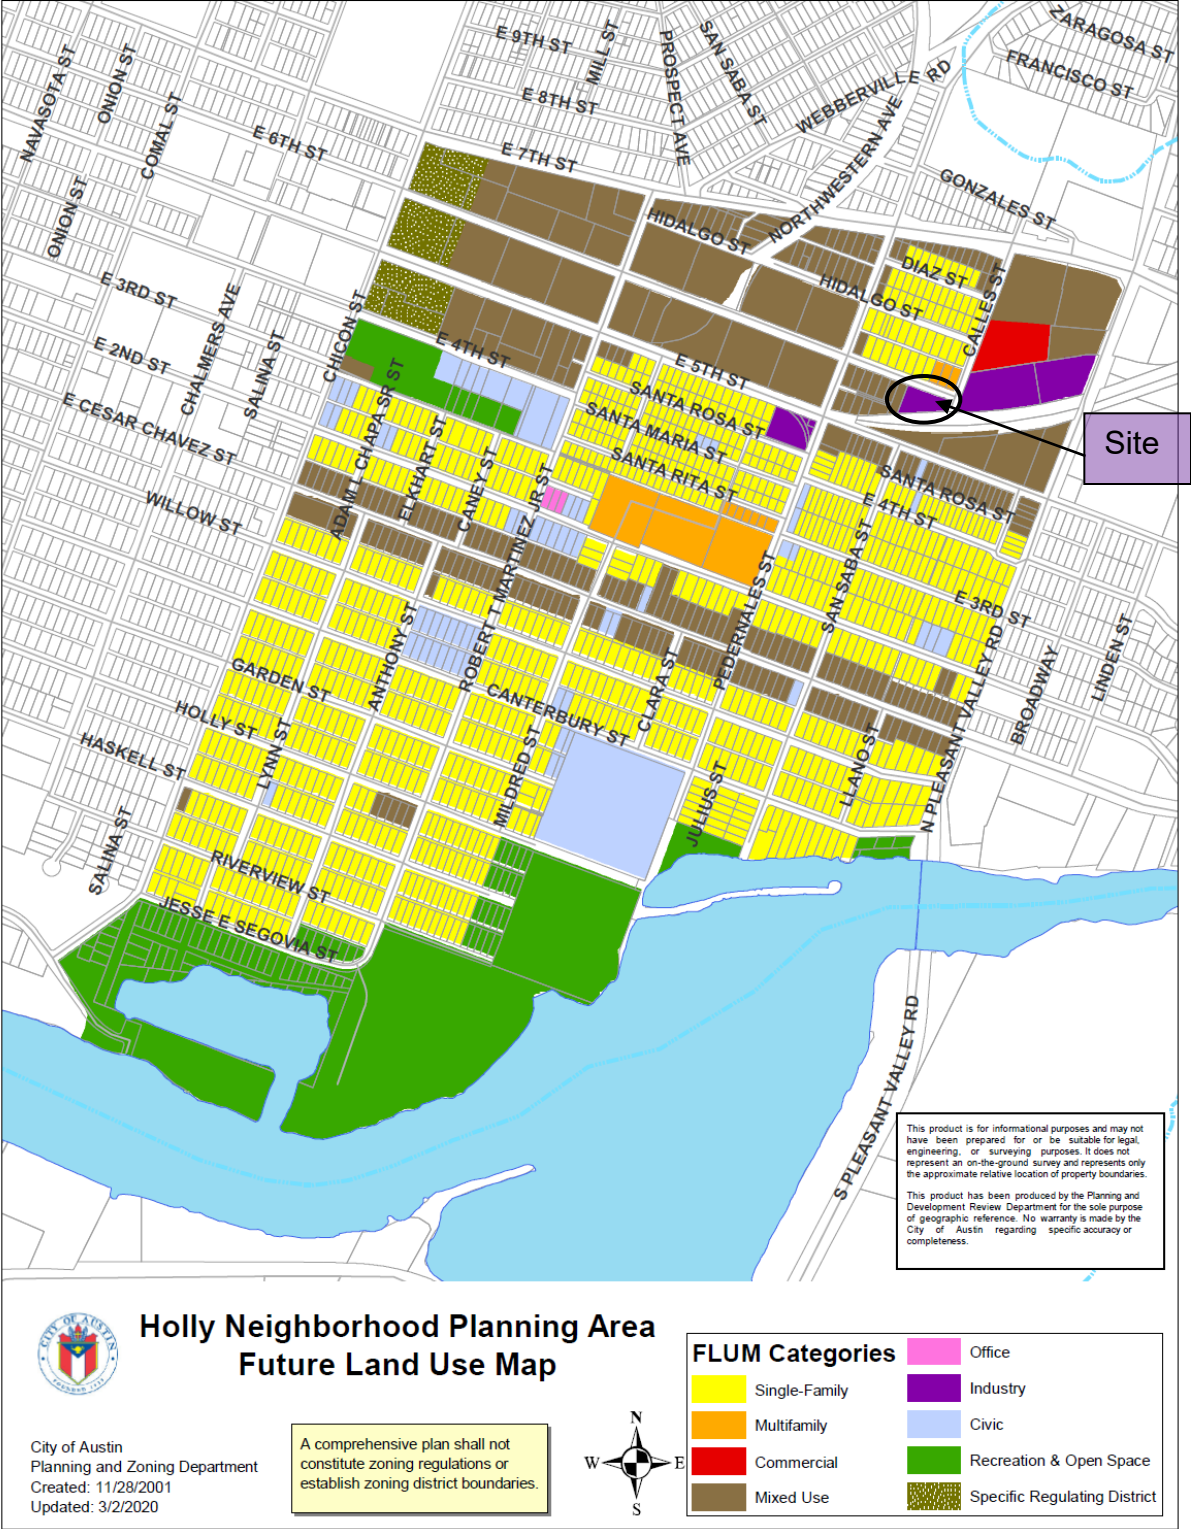 ZARAGOSA ST
FRANCISCO ST
E 9TH ST
MILL ST
PROSPECT AVE
SAN SABA ST
WEBBERVILLE RD
NAVASOTA ST
ONION ST
COMAL ST
E 8TH ST
E 6TH ST
E 7TH ST
NORTHWESTERN AVE
GONZALES ST
ONION ST
HIDALGO ST
DIAZ ST
HIDALGO ST
CALLES ST
E 3RD ST
CHALMERS AVE
SALINA ST
CHICON ST
E 4TH ST
E 5TH ST
E 2ND ST
E CESAR CHAVEZ ST
SANTA ROSA ST
SANTA MARIA ST
SANTA RITA ST
Site
ADAM L CHAPA SR ST
ELKHART ST
CANEY ST
ROBERT T MARTINEZ JR ST
SANTA ROSA ST
E 4TH ST
WILLOW ST
PEDERNALES ST
SAN SABA ST
E 3RD ST
ANTHONY ST
CLARA ST
N PLEASANT VALLEY RD
BROADWAY
LINDEN ST
GARDEN ST
CANTERBURY ST
HOLLY ST
LYNN ST
HASKELL ST
MILDRED ST
JULIUS ST
LLANO ST
SALINA ST
RIVERVIEW ST
JESSE E SEGOVIA ST
S PLEASANT VALLEY RD
This product is for informational purposes and may not
have been prepared for or be suitable for legal,
engineering, or surveying purposes. It does not
represent an on-the-ground survey and represents only
the approximate relative location of property boundaries.
This product has been produced by the Planning and
Development Review Department for the sole purpose
of geographic reference. No warranty is made by the
City of Austin regarding specific accuracy or
completeness.
CITY OF AUSTIN
FOUNDED 1839
Holly Neighborhood Planning Area
Future Land Use Map
City of Austin
Planning and Zoning Department
Created: 11/28/2001
Updated: 3/2/2020
A comprehensive plan shall not
constitute zoning regulations or
establish zoning district boundaries.
N
W
E
S
FLUM Categories
Single-Family
Multifamily
Commercial
Mixed Use
Office
Industry
Civic
Recreation & Open Space
Specific Regulating District